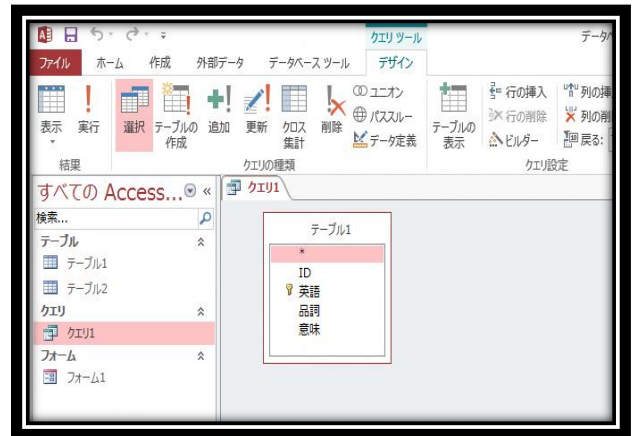 クエリ ツール
データベ
ファイル
ホーム
作成
外部データ
データベース ツール
デザイン
表示
実行
選択
テーブルの
作成
追加
更新
クロス
集計
削除
ユニオン
パススルー
データ定義
テーブルの
表示
行の挿入
行の削除
ビルダー
列の挿
列の削
戻る:
結果
クエリの種類
クエリ設定
すべての Access...
検索...
テーブル
テーブル1
テーブル2
クエリ
クエリ1
フォーム
フォーム1
クエリ1
テーブル1
*
ID
英語
品詞
意味